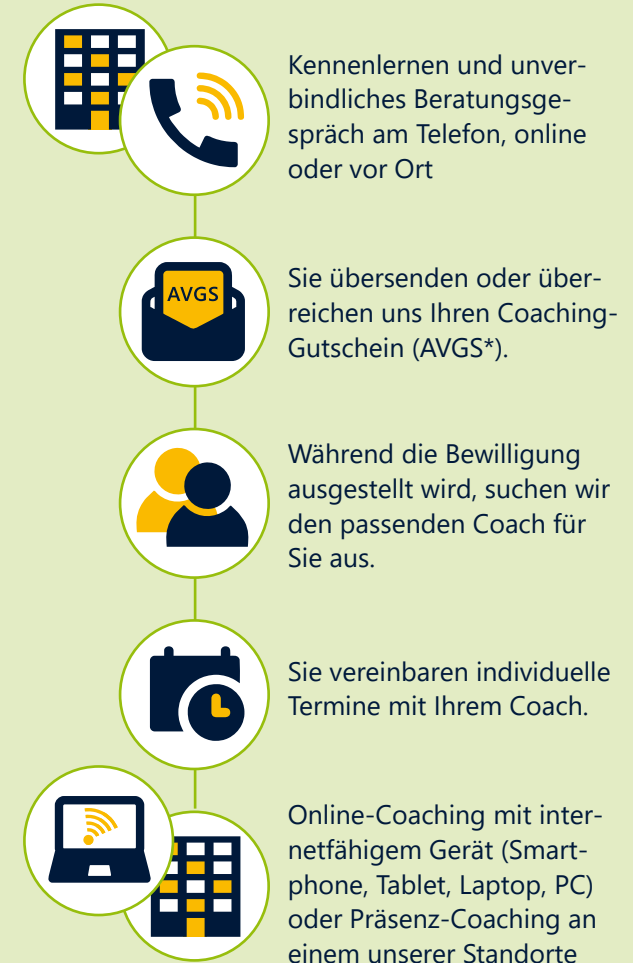 Kennenlernen und unver-
bindliches Beratungsge-
spräch am Telefon, online
oder vor Ort
AVGS
Sie übersenden oder über-
reichen uns Ihren Coaching-
Gutschein (AVGS*).
Während die Bewilligung
ausgestellt wird, suchen wir
den passenden Coach für
Sie aus.
Sie vereinbaren individuelle
Termine mit Ihrem Coach.
Online-Coaching mit inter-
netfähigem Gerät (Smart-
phone, Tablet, Laptop, PC)
oder Präsenz-Coaching an
einem unserer Standorte